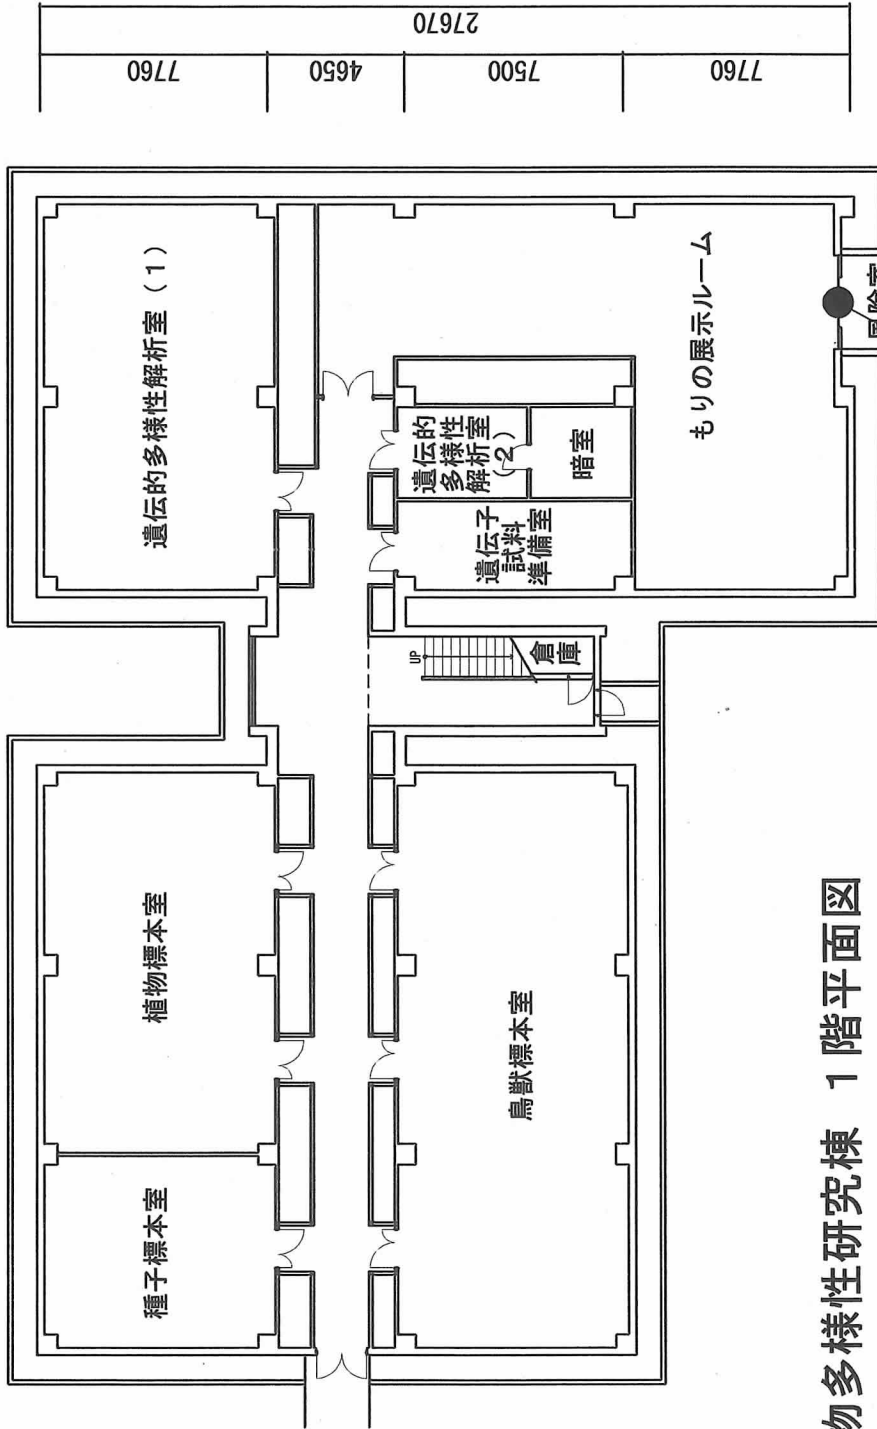 27670
7760
4650
7500
7760
遺伝的多様性解析室（1）
もりの展示ルーム
遺伝的
多様性
解析室
（2）
暗室
遺伝子
試料
準備室
UP
倉庫
植物標本室
鳥獣標本室
種子標本室
物多様性研究棟 1階平面図